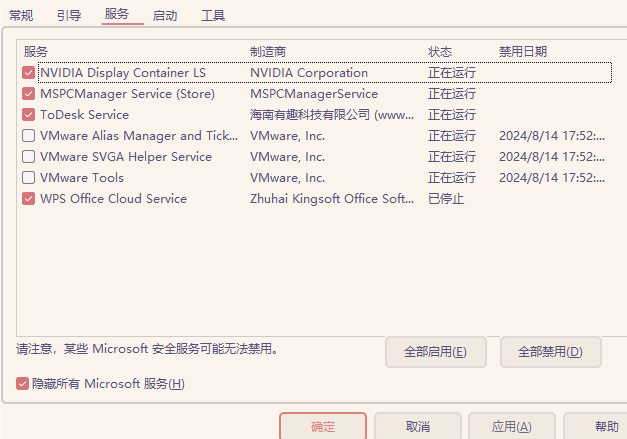 常规 引导 服务 启动 工具
服务 制造商 状态 禁用日期
NVIDIA Display Container LS NVIDIA Corporation 正在运行
MSPCManager Service (Store) MSPCManagerService 正在运行
ToDesk Service 海南有趣科技有限公司 (www... 正在运行
VMware Alias Manager and Tick... VMware, Inc. 正在运行 2024/8/14 17:52:...
VMware SVGA Helper Service VMware, Inc. 正在运行 2024/8/14 17:52:...
VMware Tools VMware, Inc. 正在运行 2024/8/14 17:52:...
WPS Office Cloud Service Zhuhai Kingsoft Office Soft... 已停止
请注意，某些 Microsoft 安全服务可能无法禁用。
全部启用(E) 全部禁用(D)
隐藏所有 Microsoft 服务(H)
确定 取消 应用(A) 帮助